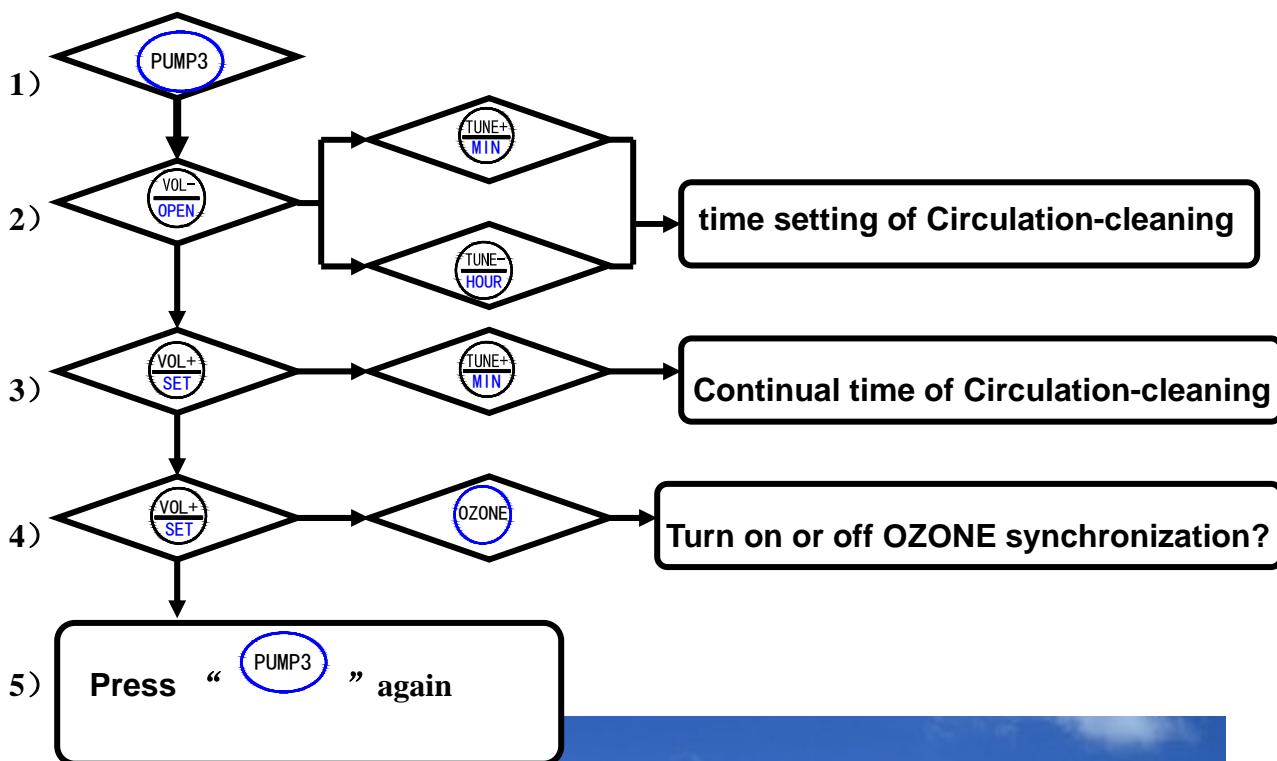 1） PUMP3
2） VOL- OPEN
TUNE+ MIN
TUNE- HOUR
time setting of Circulation-cleaning
3） VOL+ SET
TUNE+ MIN
Continual time of Circulation-cleaning
4） VOL+ SET
OZONE
Turn on or off OZONE synchronization?
5） Press “ PUMP3 ” again